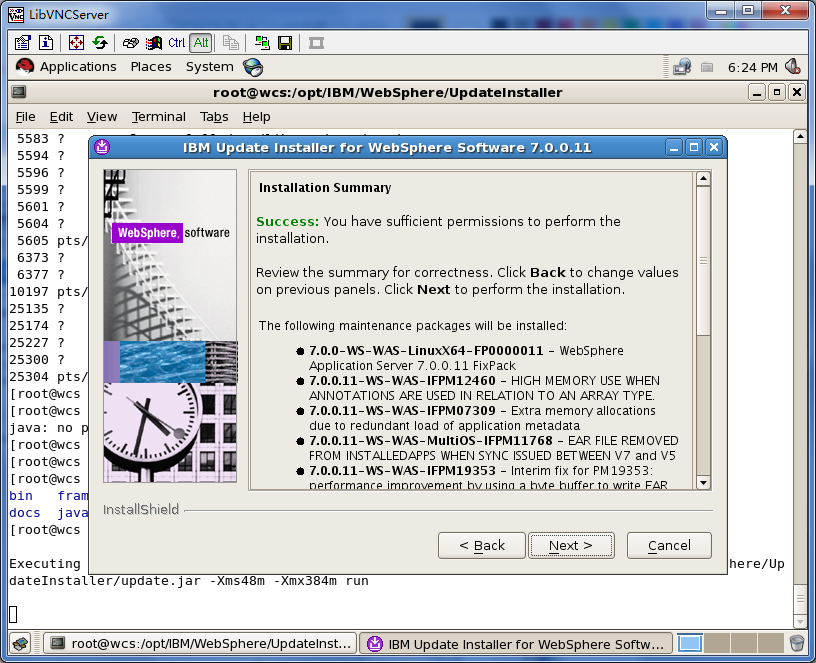 LibVNCServer
Ctrl Alt
Applications Places System 6:24 PM
root@wcs:/opt/IBM/WebSphere/UpdateInstaller
File Edit View Terminal Tabs Help
5583 ?
5594 ?
5596 ?
5599 ?
5601 ?
5604 ?
5605 pts/
6373 ?
6377 ?
10197 pts/
25135 ?
25174 ?
25227 ?
25300 ?
25304 pts/
[root@wcs
[root@wcs
java: no p
[root@wcs
[root@wcs
[root@wcs
bin fram
docs java
[root@wcs
Executing
here/Up
dateInstaller/update.jar -Xms48m -Xmx384m run
IBM Update Installer for WebSphere Software 7.0.0.11
WebSphere. software
Installation Summary
Success: You have sufficient permissions to perform the
installation.
Review the summary for correctness. Click Back to change values
on previous panels. Click Next to perform the installation.
The following maintenance packages will be installed:
7.0.0-WS-WAS-LinuxX64-FP0000011 - WebSphere
Application Server 7.0.0.11 FixPack
7.0.0.11-WS-WAS-IFPM12460 - HIGH MEMORY USE WHEN
ANNOTATIONS ARE USED IN RELATION TO AN ARRAY TYPE.
7.0.0.11-WS-WAS-IFPM07309 - Extra memory allocations
due to redundant load of application metadata
7.0.0.11-WS-WAS-MultiOS-IFPM11768 - EAR FILE REMOVED
FROM INSTALLEDAPPS WHEN SYNC ISSUED BETWEEN V7 and V5
7.0.0.11-WS-WAS-IFPM19353 - Interim fix for PM19353:
performance improvement by using a byte buffer to write EAR
InstallShield
< Back Next > Cancel
root@wcs:/opt/IBM/WebSphere/UpdateInst...
IBM Update Installer for WebSphere Softw...